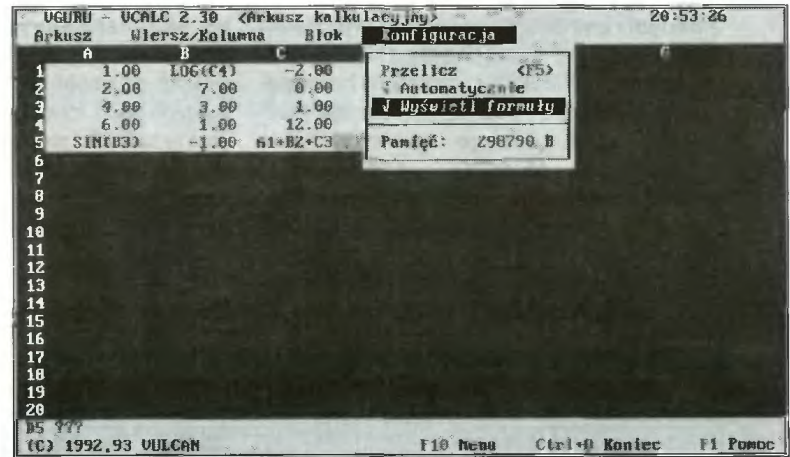 VGURU - VCALC 2.30 <Arkusz kalkulacyjny> 20:53:26
Arkusz Wiersz/Kolumna Blok Konfiguracja
A B C G
1 1.00 LOG(C4) -2.00
2 2.00 7.00 0.00
3 4.00 3.00 1.00
4 6.00 1.00 12.00
5 SIN(B3) -1.00 A1+B2+C3
6
7
8
9
10
11
12
13
14
15
16
17
18
19
20
Przelicz <F5>
√ Automatycznie
√ Wyświetl formuły
Pamięć: 298790 B
B5 ???
(C) 1992,93 VULCAN F10 Menu Ctrl+Q Koniec F1 Pomoc